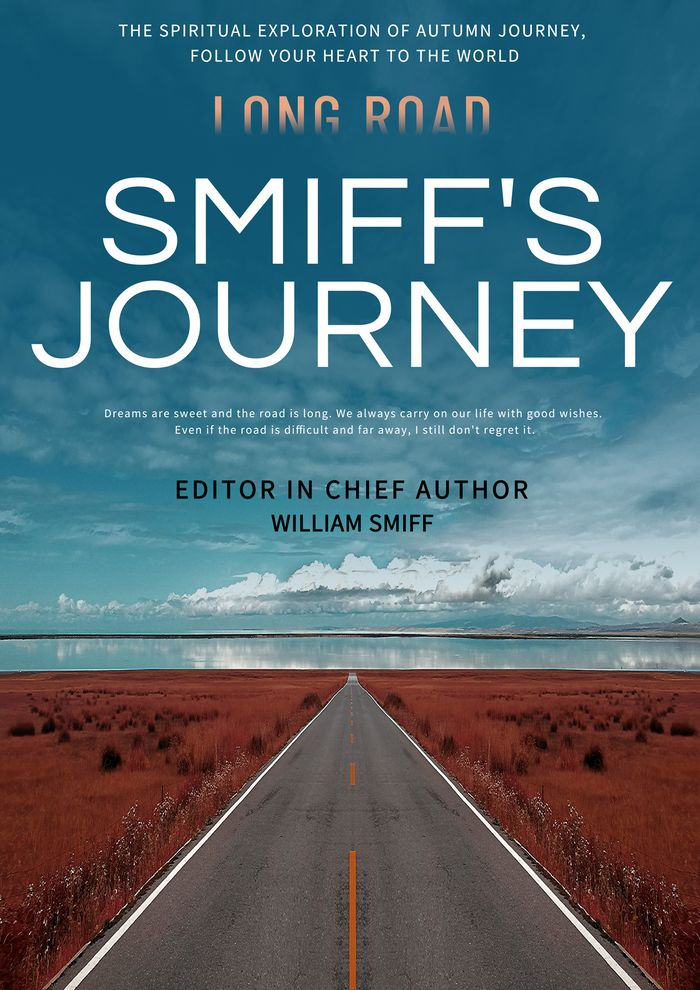 THE SPIRITUAL EXPLORATION OF AUTUMN JOURNEY,
FOLLOW YOUR HEART TO THE WORLD
LONG ROAD
SMIFF'S
JOURNEY
Dreams are sweet and the road is long. We always carry on our life with good wishes.
Even if the road is difficult and far away, I still don't regret it.
EDITOR IN CHIEF AUTHOR
WILLIAM SMIFF